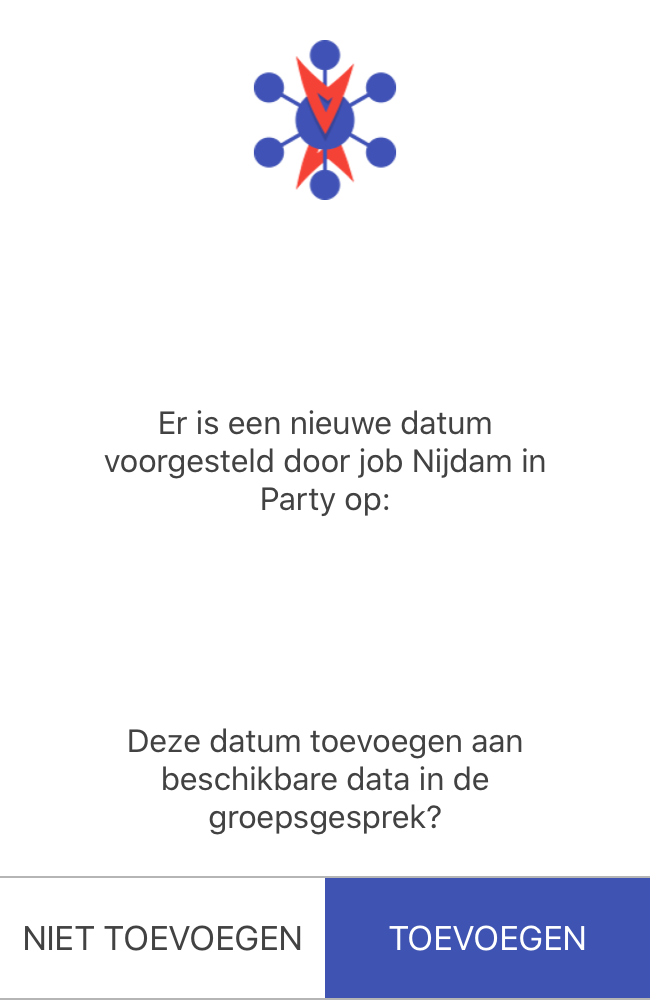 Er is een nieuwe datum
voorgesteld door job Nijdam in
Party op:
Deze datum toevoegen aan
beschikbare data in de
groepsgesprek?
NIET TOEVOEGEN
TOEVOEGEN